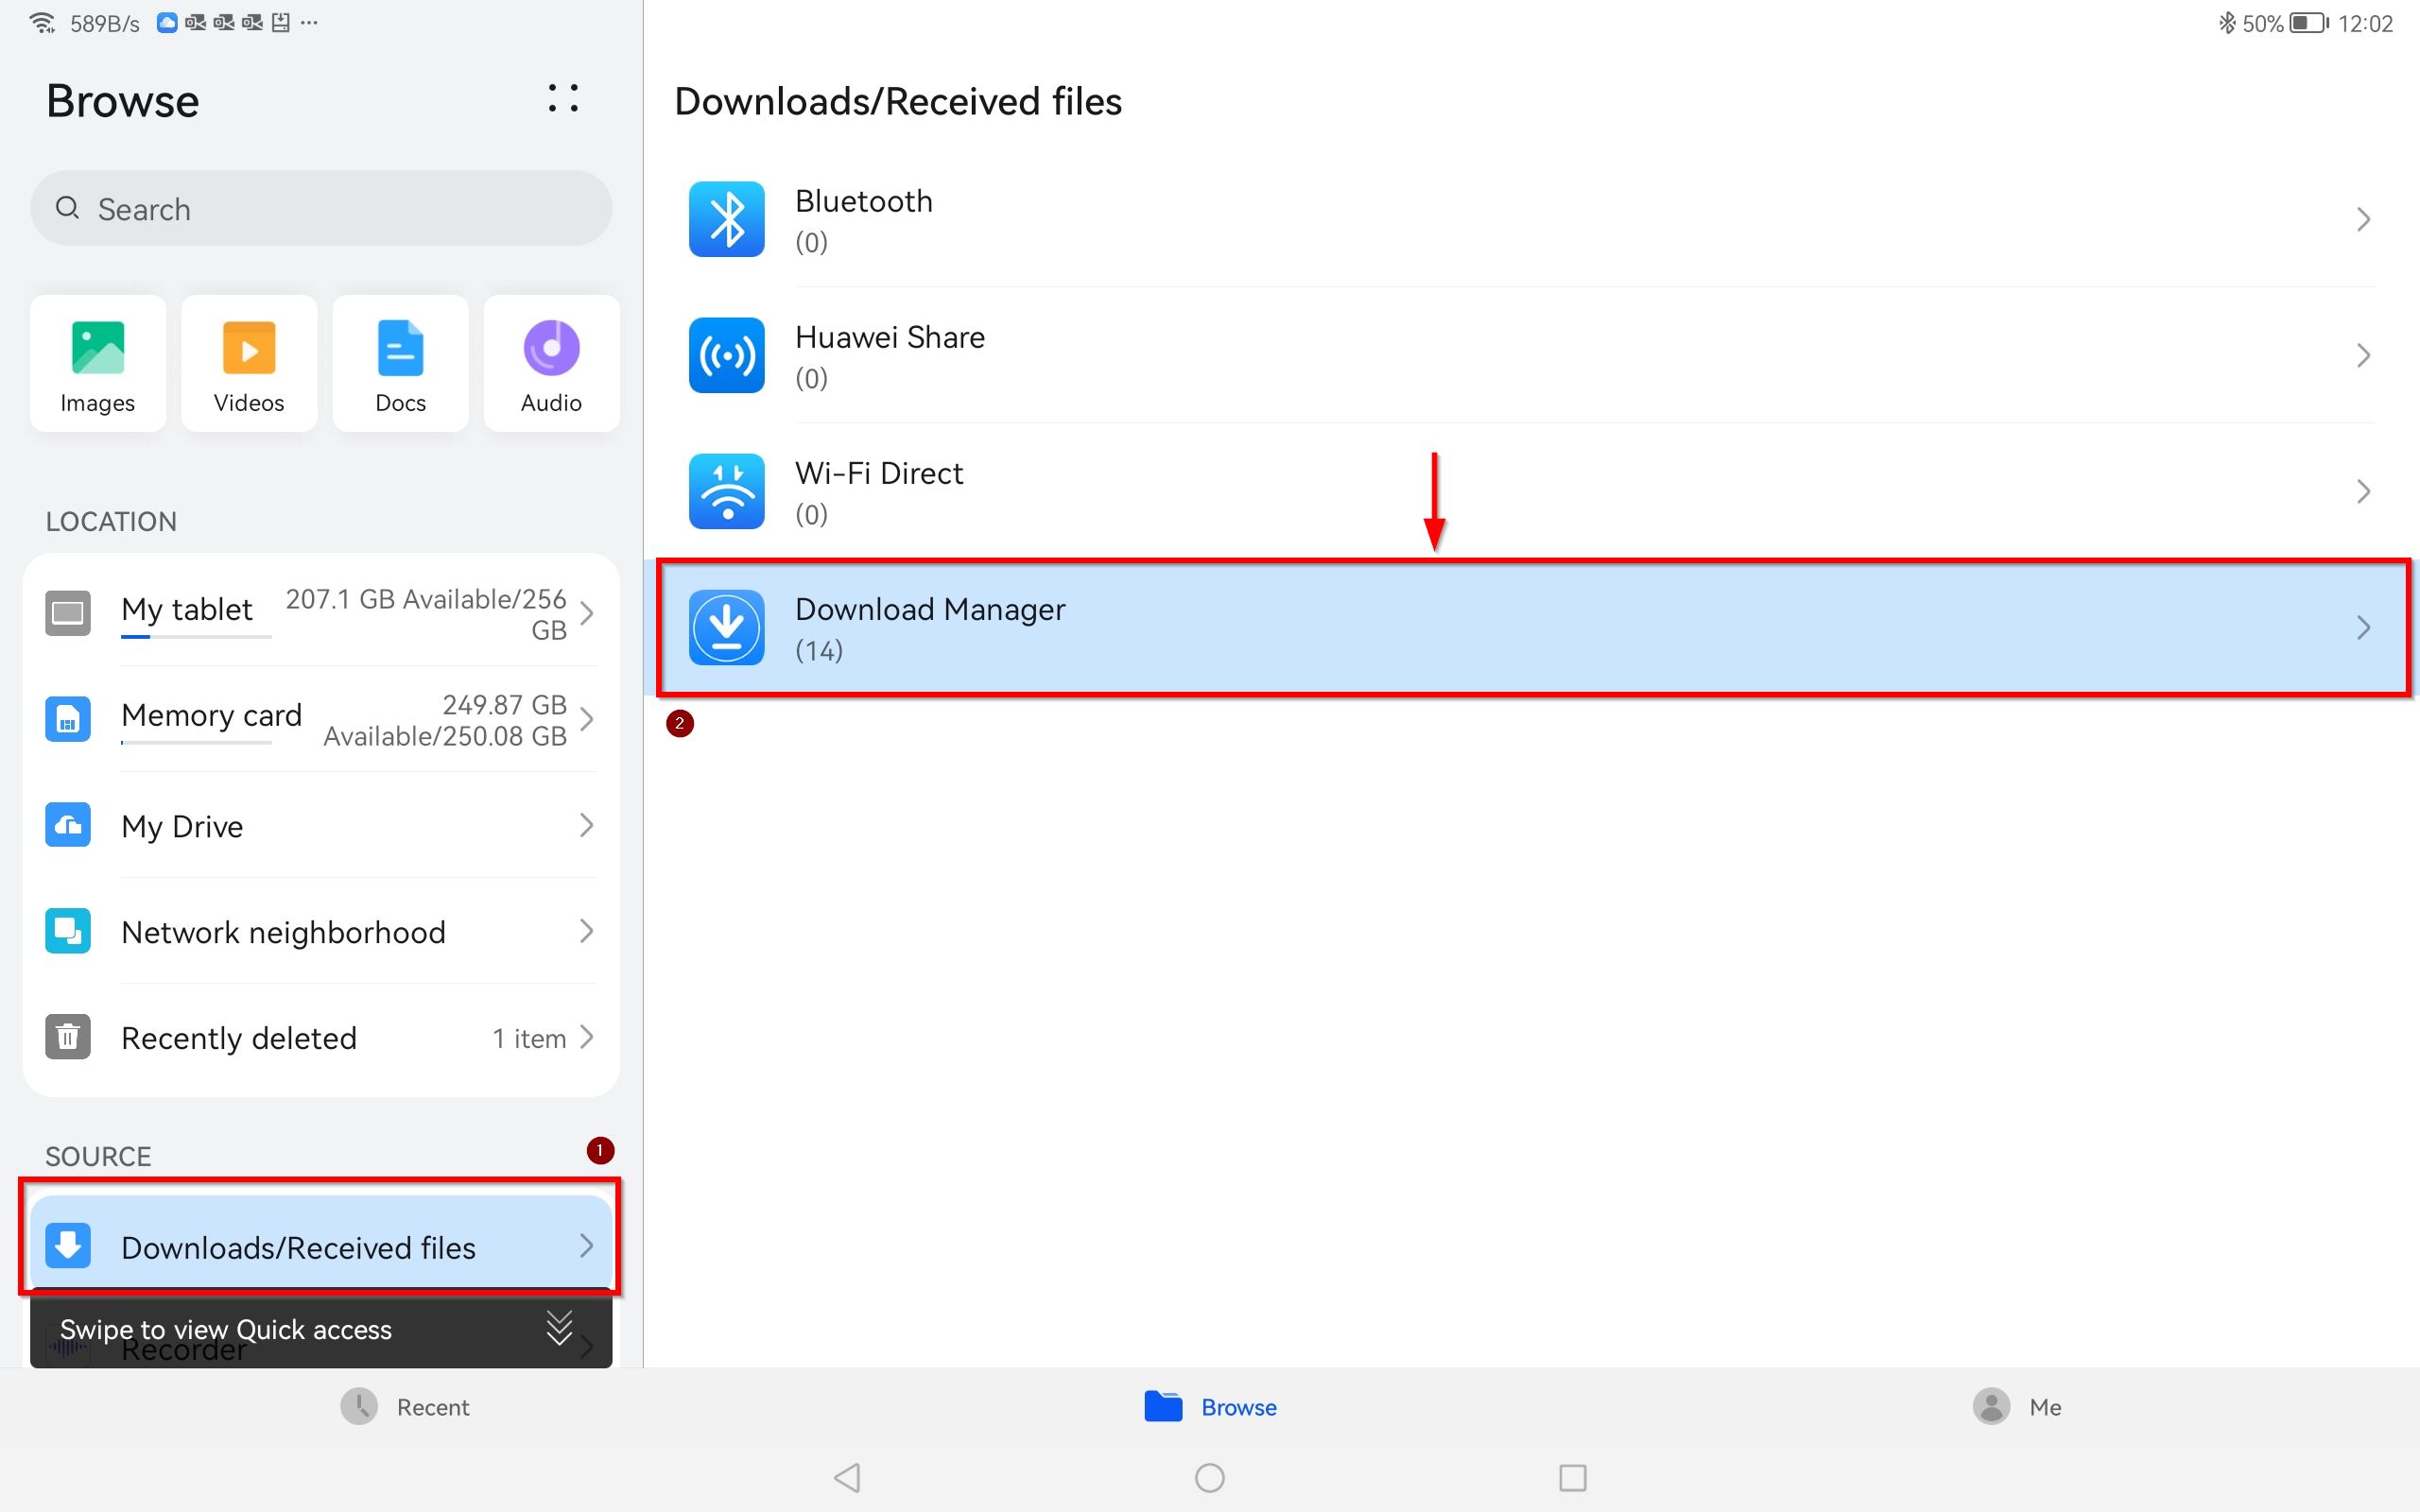 589B/s
50% 12:02
Browse
Search
Images Videos Docs Audio
LOCATION
My tablet 207.1 GB Available/256
GB
Memory card 249.87 GB
Available/250.08 GB
My Drive
Network neighborhood
Recently deleted 1 item
SOURCE 1
Downloads/Received files
Swipe to view Quick access
Recorder
Downloads/Received files
Bluetooth
(0)
Huawei Share
(0)
Wi-Fi Direct
(0)
Download Manager
(14)
2
Recent Browse Me